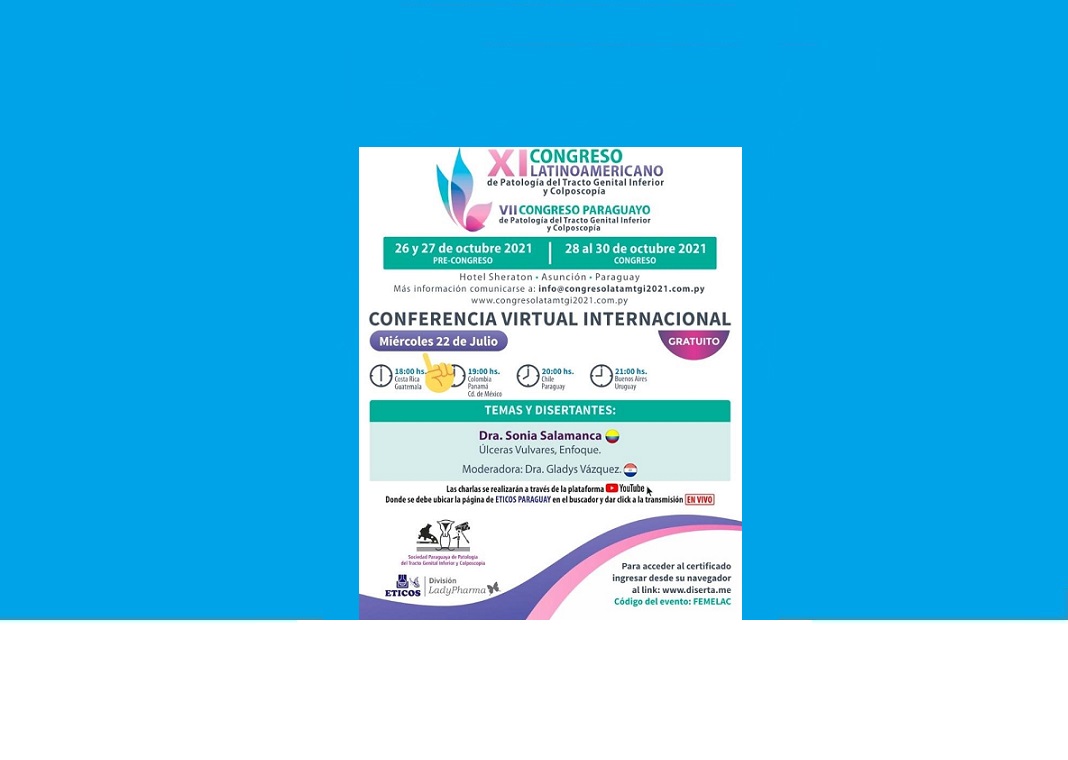 XI CONGRESO
LATINOAMERICANO
de Patología del Tracto Genital Inferior
y Colposcopía
VII CONGRESO PARAGUAYO
de Patología del Tracto Genital Inferior
y Colposcopía
26 y 27 de octubre 2021
PRE-CONGRESO
28 al 30 de octubre 2021
CONGRESO
Hotel Sheraton • Asunción • Paraguay
Más información comunicarse a: info@congresolatamtgi2021.com.py
www.congresolatamtgi2021.com.py
CONFERENCIA VIRTUAL INTERNACIONAL
Miércoles 22 de Julio
GRATUITO
18:00 hs.
Costa Rica
Guatemala
19:00 hs.
Colombia
Panamá
Cd. de México
20:00 hs.
Chile
Paraguay
21:00 hs.
Buenos Aires
Uruguay
TEMAS Y DISERTANTES:
Dra. Sonia Salamanca
Úlceras Vulvares, Enfoque.
Moderadora: Dra. Gladys Vázquez.
Las charlas se realizarán a través de la plataforma YouTube
Donde se debe ubicar la página de ETICOS PARAGUAY en el buscador y dar click a la transmisión EN VIVO
Sociedad Paraguaya de Patología
del Tracto Genital Inferior y Colposcopía
ETICOS
División
LadyPharma
Para acceder al certificado
ingresar desde su navegador
al link: www.diserta.me
Código del evento: FEMELAC